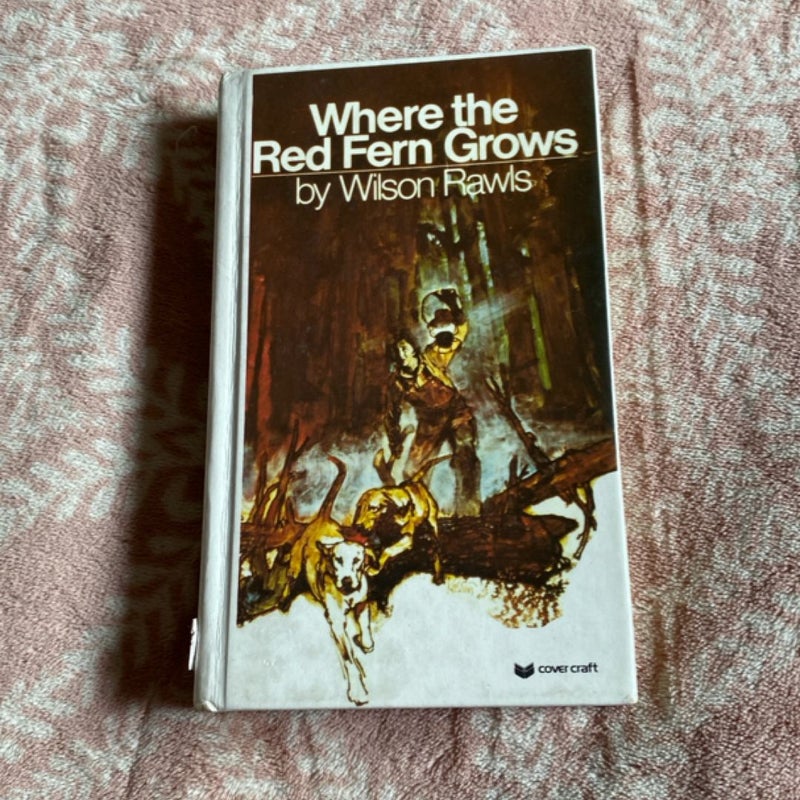 Where the
Red Fern Grows
by Wilson Rawls
cover craft